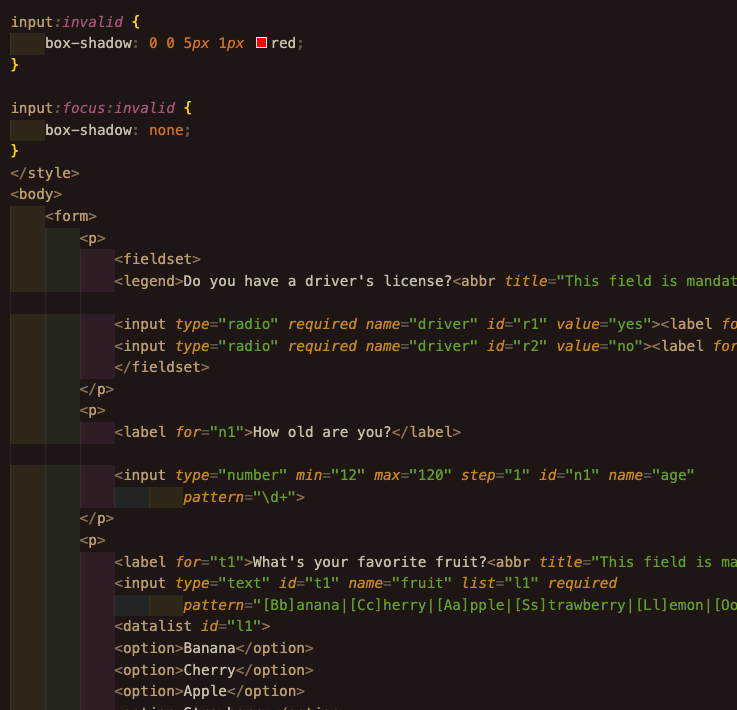 input:invalid {
box-shadow: 0 0 5px 1px red;
}
input:focus:invalid {
box-shadow: none;
}
</style>
<body>
<form>
<p>
<fieldset>
<legend>Do you have a driver's license?<abbr title="This field is mandat
<input type="radio" required name="driver" id="r1" value="yes"><label fo
<input type="radio" required name="driver" id="r2" value="no"><label for
</fieldset>
</p>
<p>
<label for="n1">How old are you?</label>
<input type="number" min="12" max="120" step="1" id="n1" name="age"
pattern="\d+">
</p>
<p>
<label for="t1">What's your favorite fruit?<abbr title="This field is ma
<input type="text" id="t1" name="fruit" list="l1" required
pattern="[Bb]anana|[Cc]herry|[Aa]pple|[Ss]trawberry|[Ll]emon|[Oo
<datalist id="l1">
<option>Banana</option>
<option>Cherry</option>
<option>Apple</option>